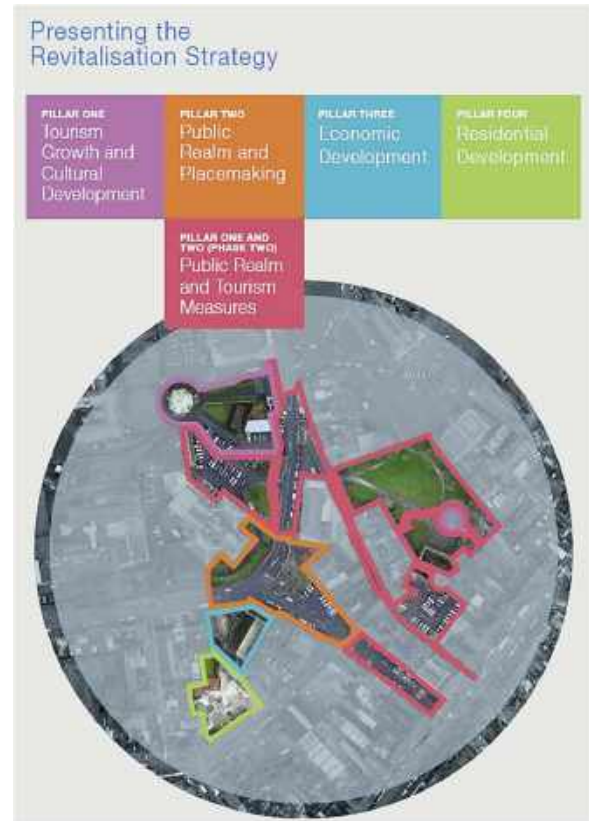 Presenting the
Revitalisation Strategy
PILLAR ONE
Tourism
Growth and
Cultural
Development
PILLAR TWO
Public
Realm and
Placemaking
PILLAR THREE
Economic
Development
PILLAR FOUR
Residential
Development
PILLAR ONE AND
TWO (PHASE TWO)
Public Realm
and Tourism
Measures